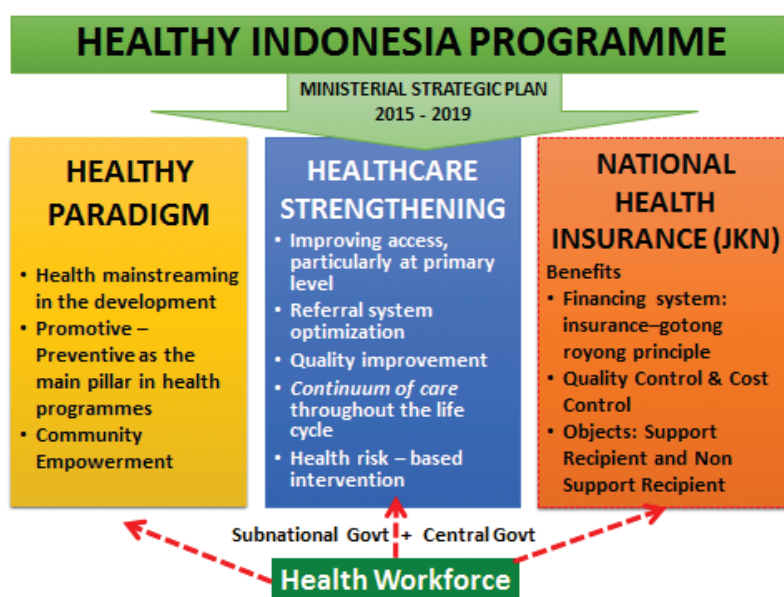 HEALTHY INDONESIA PROGRAMME
MINISTERIAL STRATEGIC PLAN
2015 - 2019
HEALTHY
PARADIGM
• Health mainstreaming
in the development
• Promotive –
Preventive as the
main pillar in health
programmes
• Community
Empowerment
HEALTHCARE
STRENGTHENING
• Improving access,
particularly at primary
level
• Referral system
optimization
• Quality improvement
• Continuum of care
throughout the life
cycle
• Health risk – based
intervention
NATIONAL
HEALTH
INSURANCE (JKN)
Benefits
• Financing system:
insurance–gotong
royong principle
• Quality Control & Cost
Control
• Objects: Support
Recipient and Non
Support Recipient
Subnational Govt + Central Govt
Health Workforce